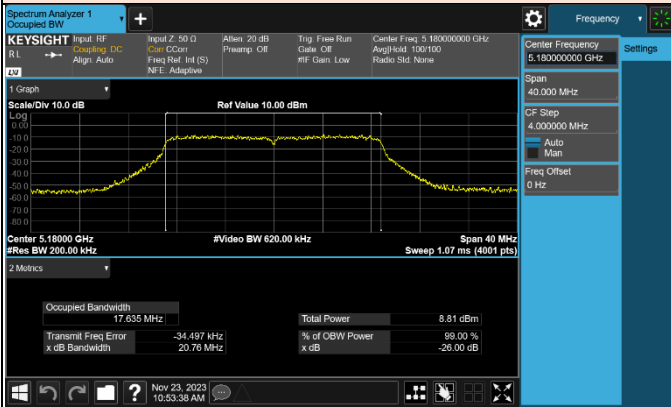 Spectrum Analyzer 1
Occupied BW
+
Frequency
KEYSIGHT
R L
LXI
Input: RF
Coupling: DC
Align: Auto
Input Z: 50 Ω
Corr CCorr
Freq Ref: Int (S)
NFE: Adaptive
Atten: 20 dB
Preamp: Off
Trig: Free Run
Gate: Off
#IF Gain: Low
Center Freq: 5.180000000 GHz
Avg|Hold: 100/100
Radio Std: None
Center Frequency
5.180000000 GHz
Settings
Span
40.000 MHz
CF Step
4.000000 MHz
Auto
Man
Freq Offset
0 Hz
1 Graph
Scale/Div 10.0 dB
Ref Value 10.00 dBm
Log
0.00
-10.0
-20.0
-30.0
-40.0
-50.0
-60.0
-70.0
-80.0
Center 5.18000 GHz
#Video BW 620.00 kHz
Span 40 MHz
#Res BW 200.00 kHz
Sweep 1.07 ms (4001 pts)
2 Metrics
Occupied Bandwidth
17.635 MHz
Total Power 8.81 dBm
Transmit Freq Error -34.497 kHz
% of OBW Power 99.00 %
x dB Bandwidth 20.76 MHz
x dB -26.00 dB
?
Nov 23, 2023
10:53:38 AM